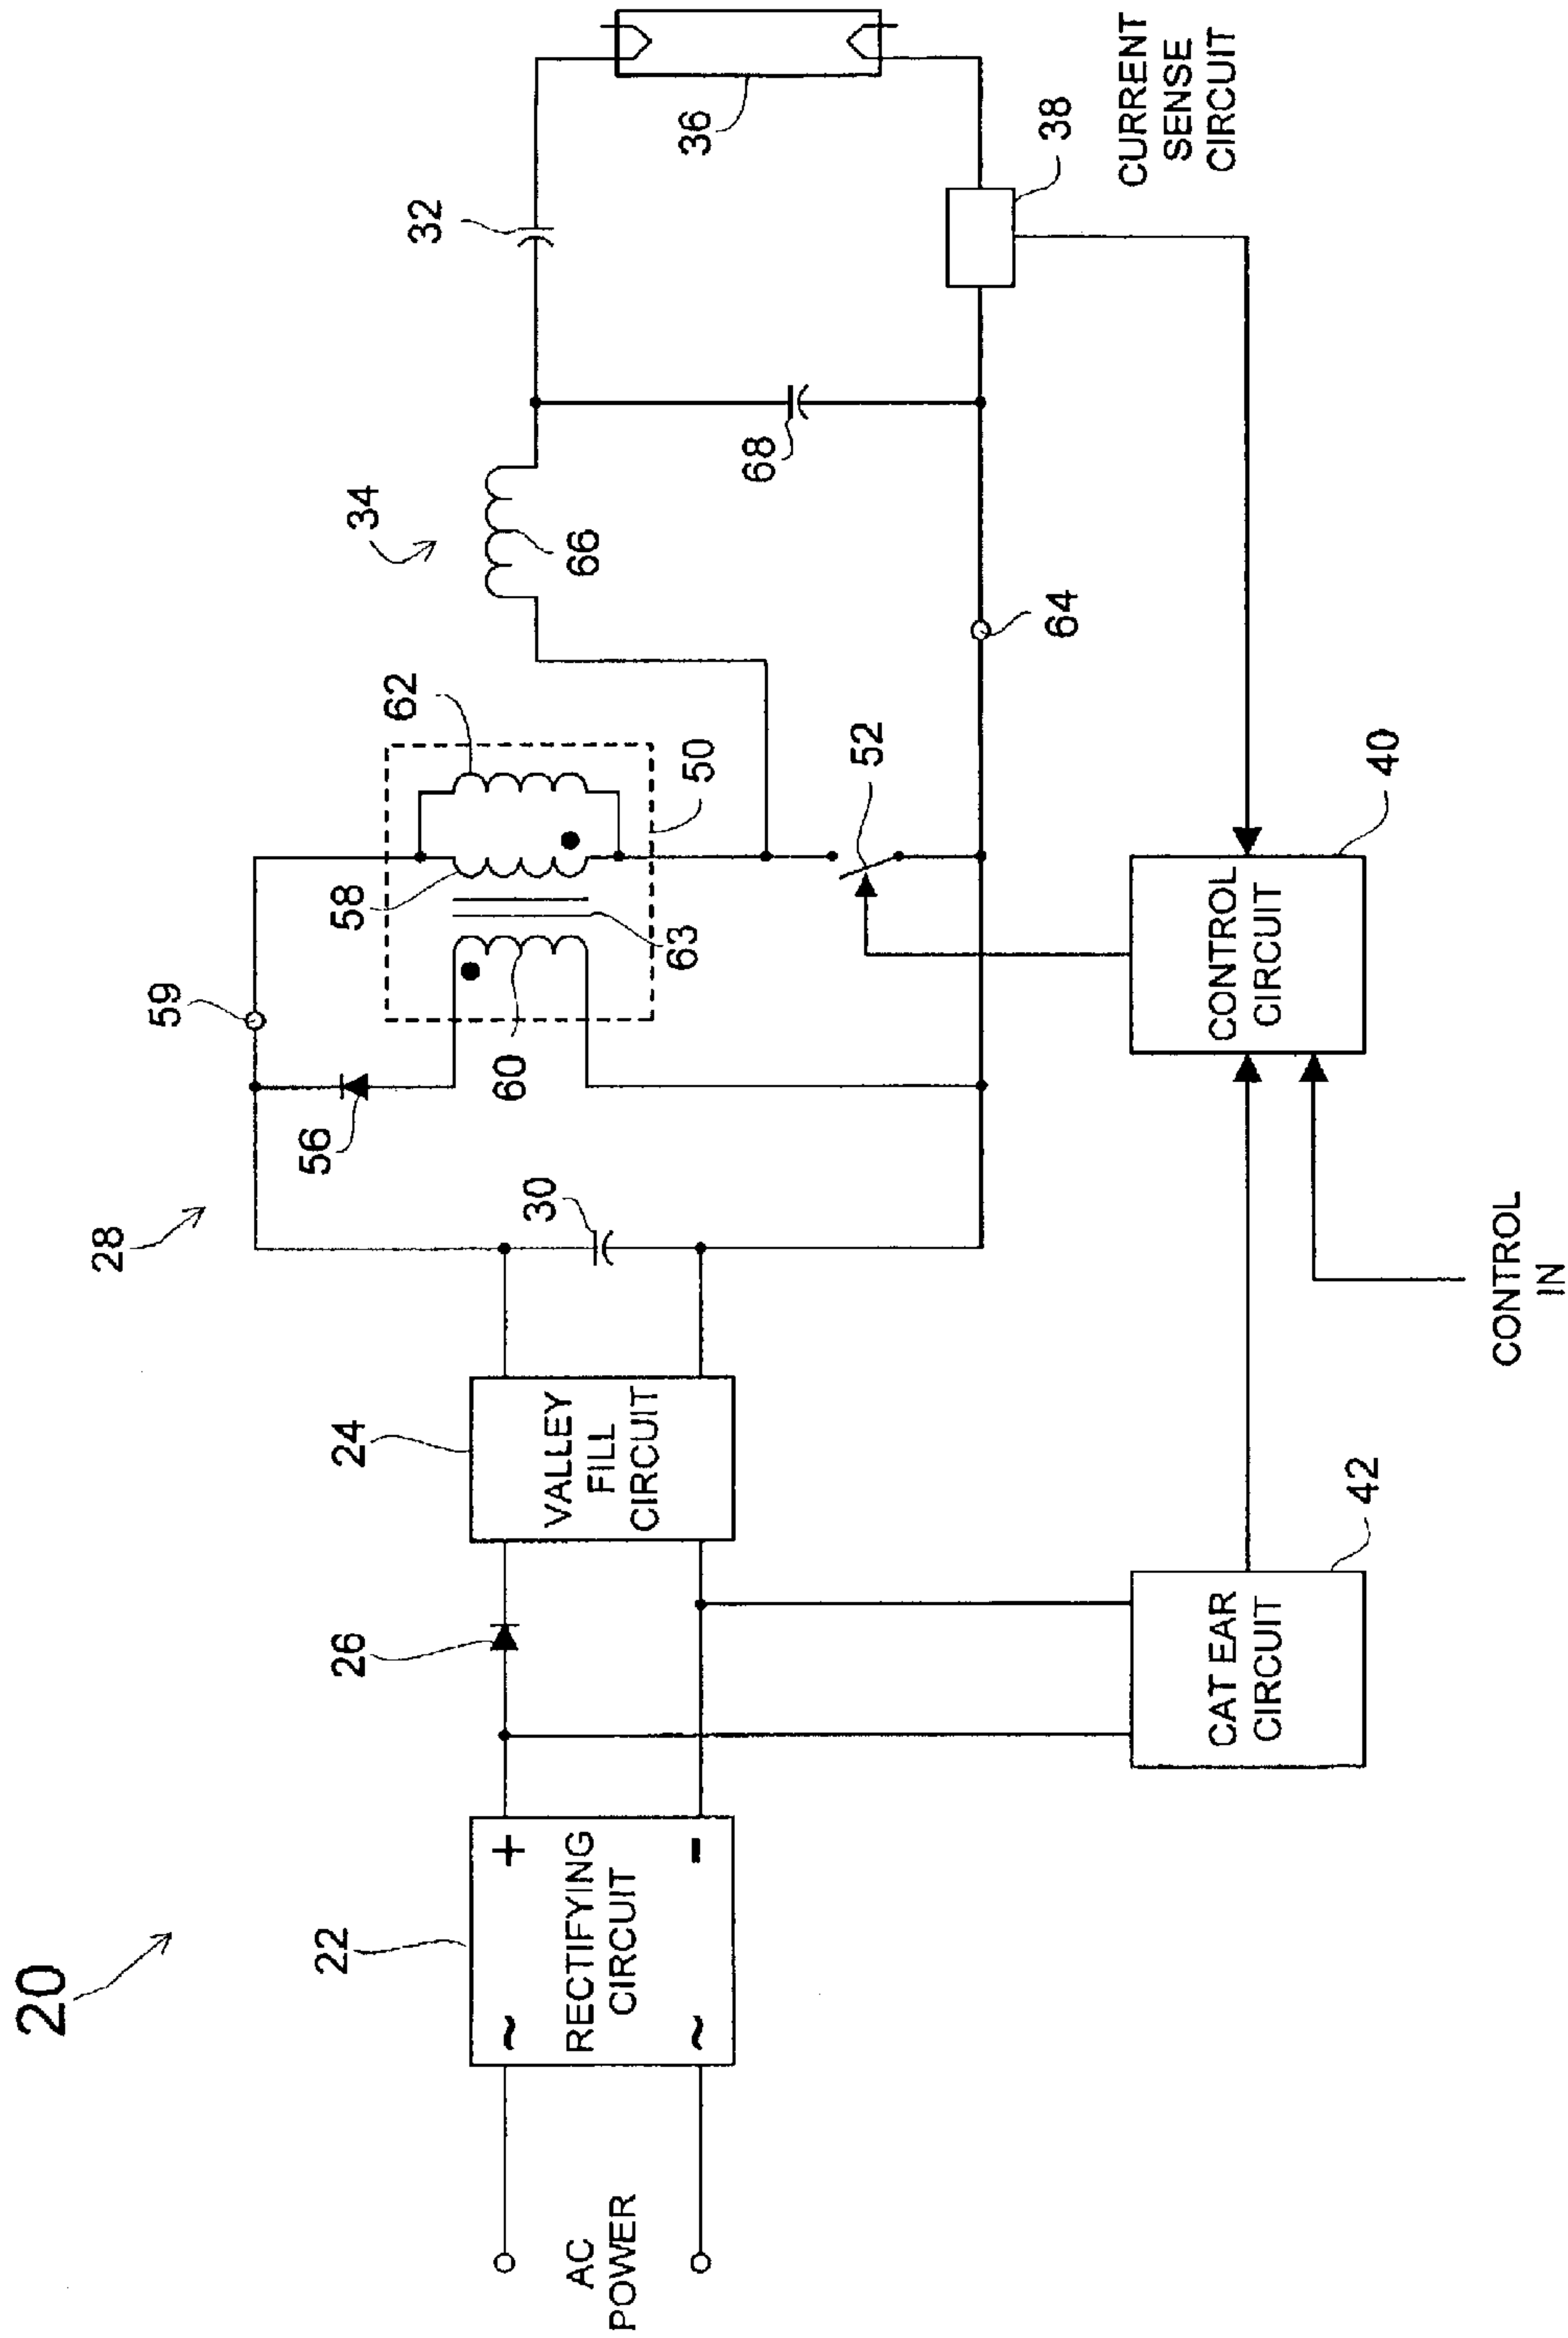 20
28
34
59
62
32
22
26
24
56
30
58
60
63
50
66
36
52
68
64
38
~
+
~
-
RECTIFYING
CIRCUIT
VALLEY
FILL
CIRCUIT
AC
POWER
CURRENT
SENSE
CIRCUIT
42
CAT EAR
CIRCUIT
40
CONTROL
CIRCUIT
CONTROL
IN